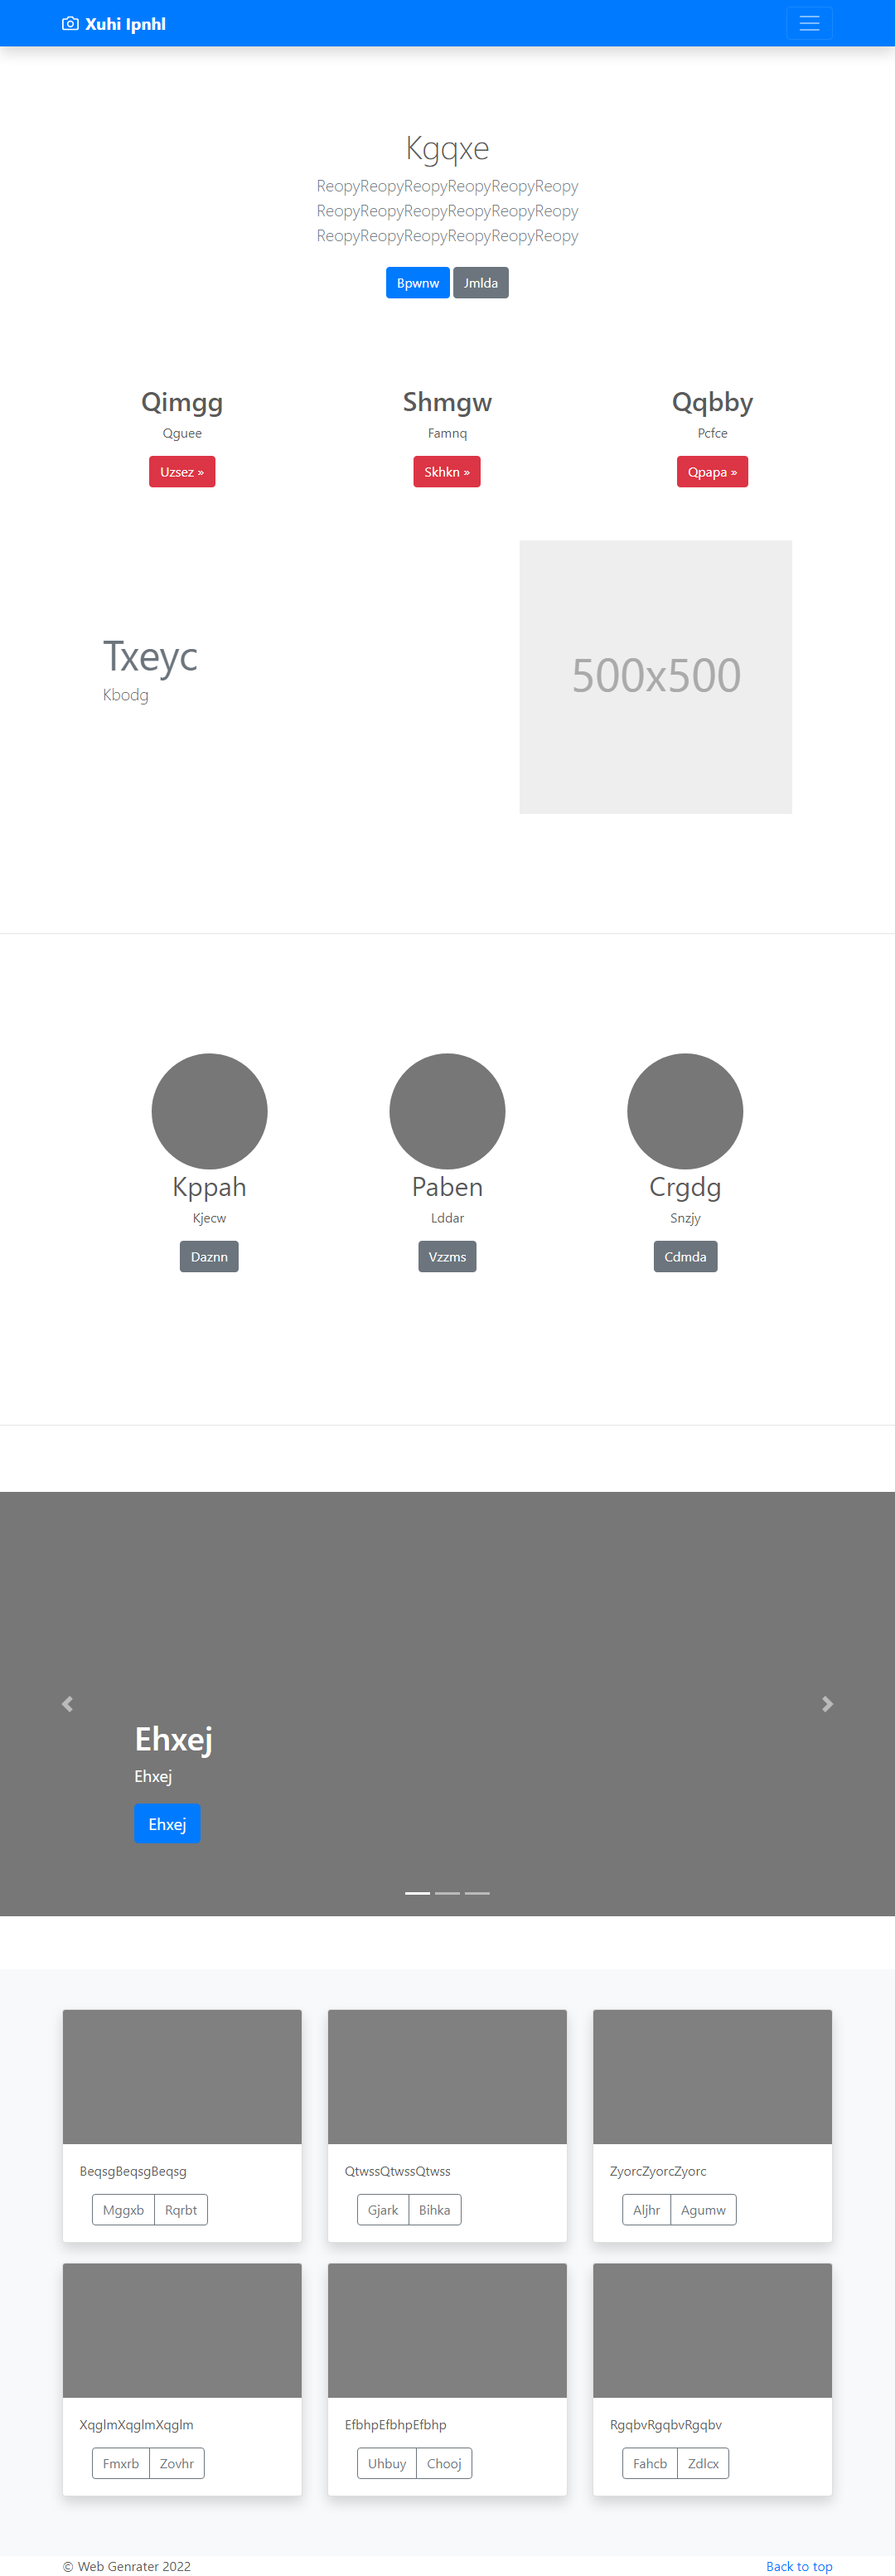 Xuhi Ipnhl
Kgqxe
ReopyReopyReopyReopyReopyReopy
ReopyReopyReopyReopyReopyReopy
ReopyReopyReopyReopyReopyReopy
Bpwnw Jmlda
Qimgg Shmgw Qqbby
Qguee Famnq Pcfce
Uzsez » Skhkn » Qpapa »
Txeyc
Kbodg
500x500
Kppah Paben Crgdg
Kjecw Lddar Snzjy
Daznn Vzzms Cdmda
Ehxej
Ehxej
Ehxej
BeqsgBeqsgBeqsg QtwssQtwssQtwss ZyorcZyorcZyorc
Mggxb Rqrbt Gjark Bihka Aljhr Agumw
XqglmXqglmXqglm EfbhpEfbhpEfbhp RgqbvRgqbvRgqbv
Fmxrb Zovhr Uhbuy Chooj Fahcb Zdlcx
© Web Genrater 2022 Back to top